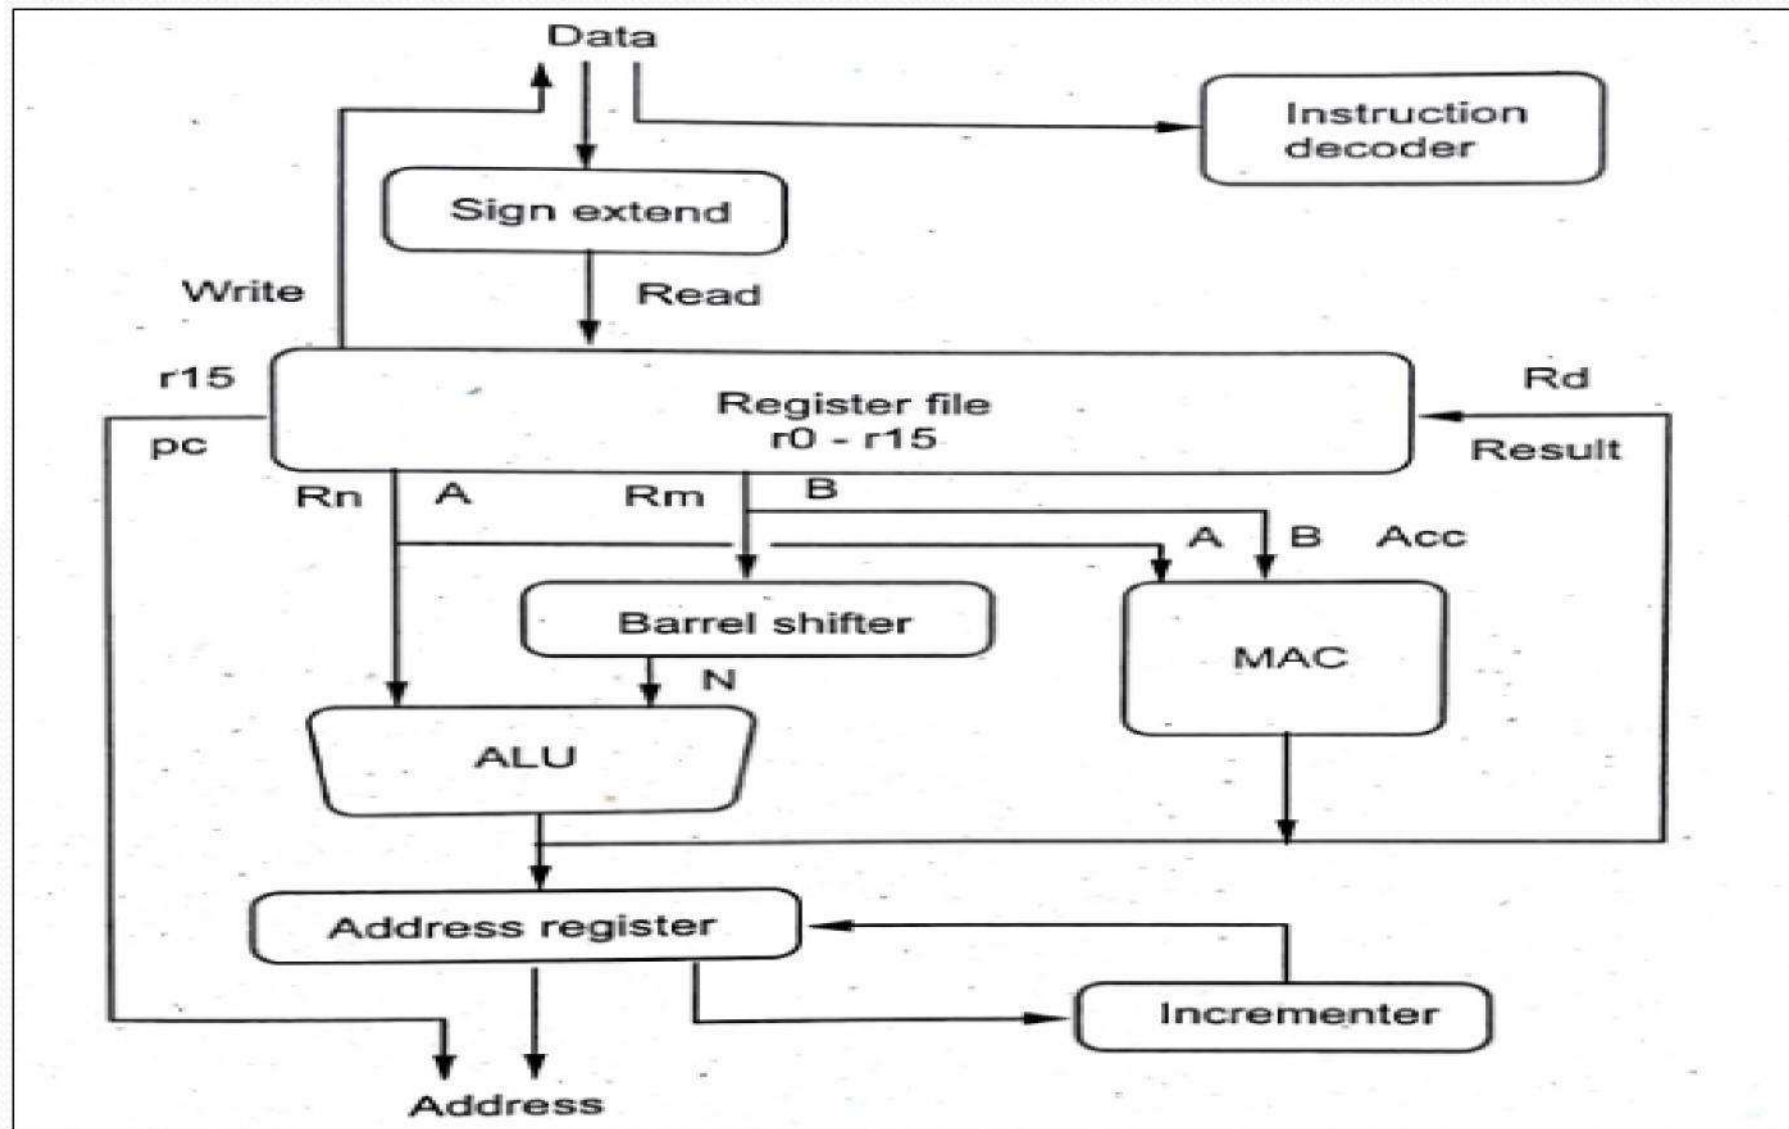 Data
Instruction
decoder
Sign extend
Write
Read
r15
Rd
Register file
pc
r0 - r15
Result
Rn
A
Rm
B
A
B
Acc
Barrel shifter
MAC
N
ALU
Address register
Incrementer
Address